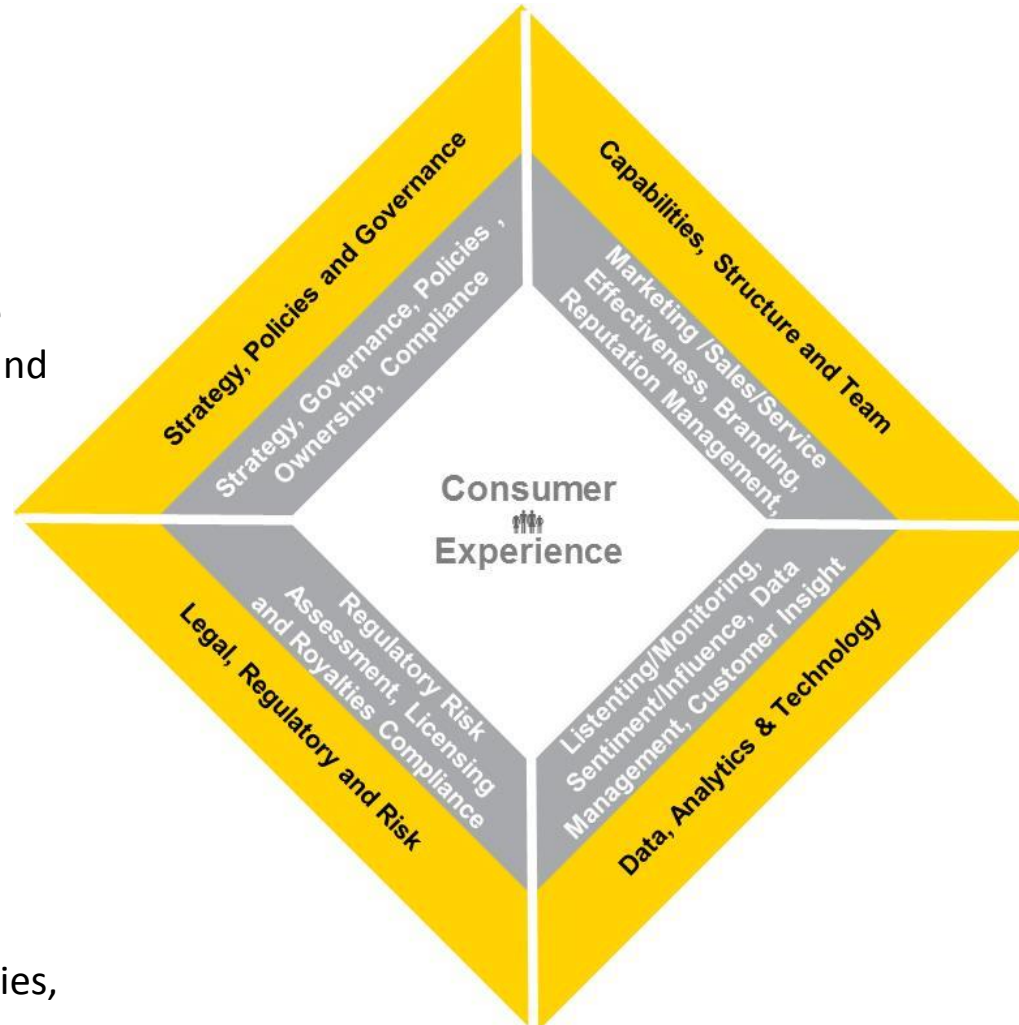 Strategy, Policies and Governance
Strategy, Governance, Policies ,
Ownership, Compliance
Capabilities, Structure and Team
Marketing /Sales/Service
Effectiveness, Branding,
Reputation Management,
nd
Consumer
Experience
Legal, Regulatory and Risk
Regulatory Risk
Assessment, Licensing
and Royalties Compliance
Listenting/Monitoring,
Sentiment/Influence, Data
Management, Customer Insight
Data, Analytics & Technology
ies,